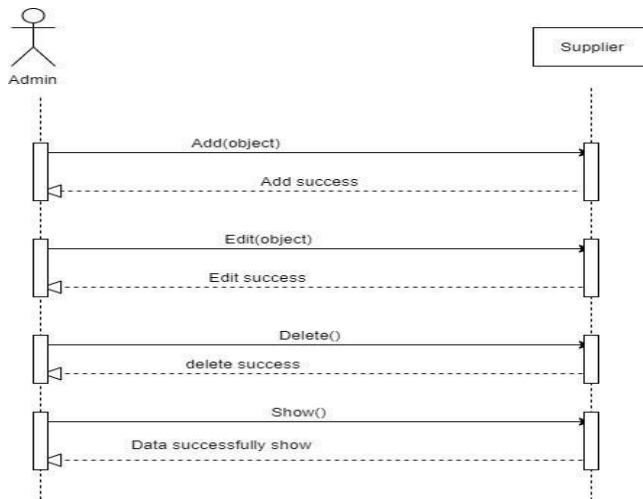 Admin
Supplier
Add(object)
Add success
Edit(object)
Edit success
Delete()
delete success
Show()
Data successfully show